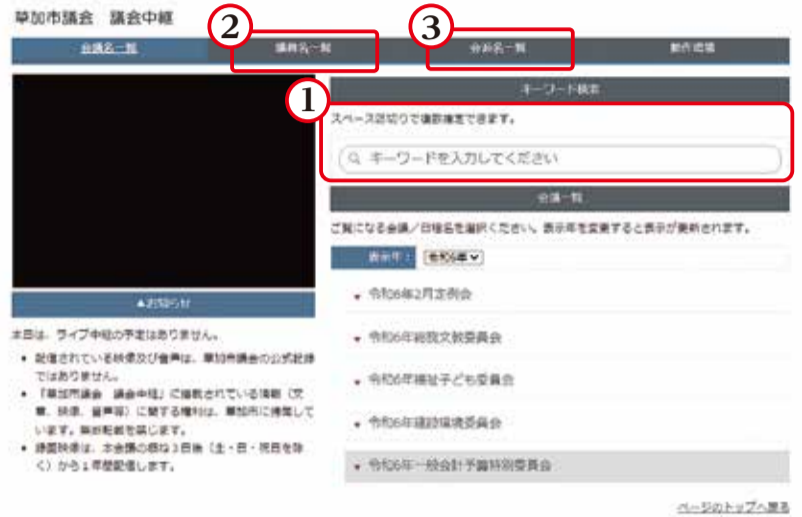 草加市議会 議会中継
会議名一覧
②
議員名一覧
③
会派名一覧
動作環境
①
キーワード検索
スペース区切りで複数指定できます。
キーワードを入力してください
会議一覧
ご覧になる会議/日程名を選択ください。表示年を変更すると表示が更新されます。
表示年: 令和6年
令和6年2月定例会
令和6年総務文教委員会
令和6年福祉子ども委員会
令和6年建設環境委員会
令和6年一般会計予算特別委員会
▲お知らせ
本日は、ライブ中継の予定はありません。
配信されている映像及び音声は、草加市議会の公式記録
ではありません。
「草加市議会 議会中継」に掲載されている情報(文
章、映像、音声等)に関する権利は、草加市に帰属して
います。無断転載を禁じます。
録画映像は、本会議の概ね3日後(土・日・祝日を除
く)から1年間配信します。
ページのトップへ戻る